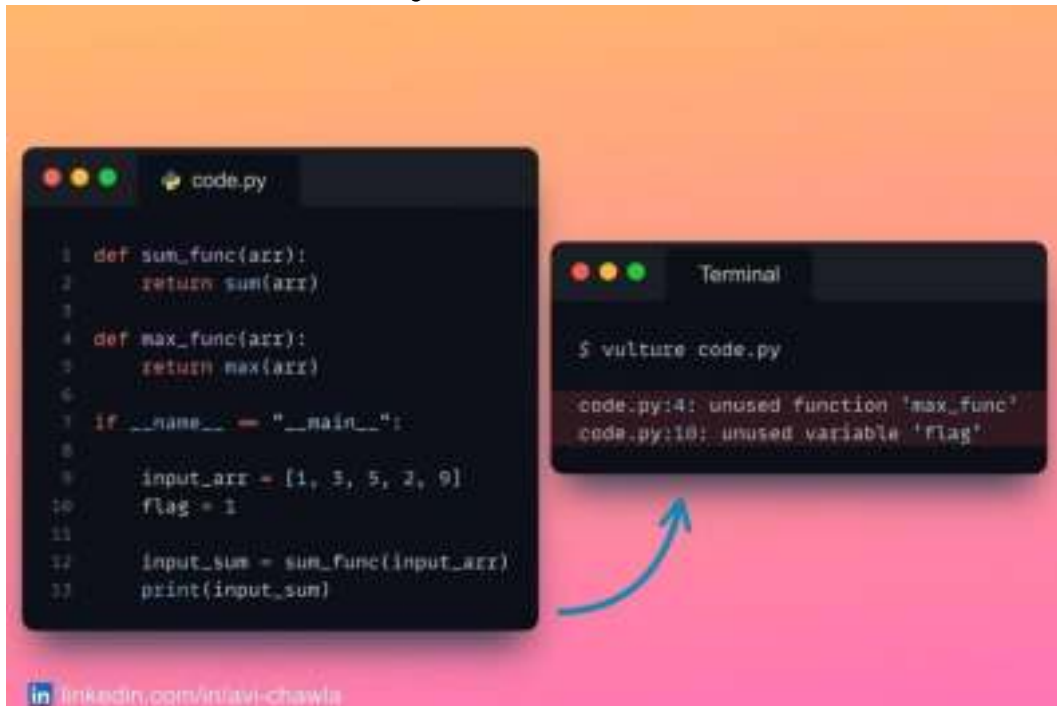 code.py
1 def sum_func(arr):
2     return sum(arr)
3
4 def max_func(arr):
5     return max(arr)
6
7 if __name__ == "__main__":
8
9     input_arr = [1, 3, 5, 2, 9]
10     flag = 1
11
12     input_sum = sum_func(input_arr)
13     print(input_sum)
Terminal
$ vulture code.py
code.py:4: unused function 'max_func'
code.py:10: unused variable 'flag'
in linkedin.com/in/avi-chawla